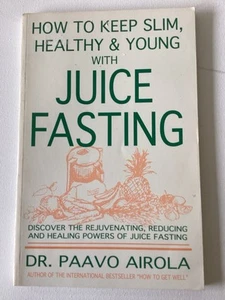 HOW TO KEEP SLIM,
HEALTHY & YOUNG
WITH
JUICE
FASTING
DISCOVER THE REJUVENATING, REDUCING
AND HEALING POWERS OF JUICE FASTING
DR. PAAVO AIROLA
AUTHOR OF THE INTERNATIONAL BESTSELLER "HOW TO GET WELL"